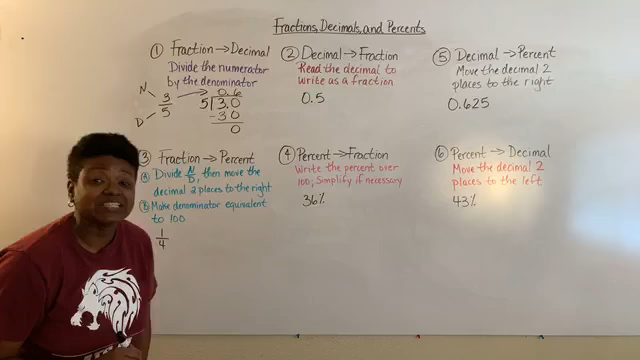 Fractions, Decimals, and Percents
① Fraction → Decimal
Divide the numerator
by the denominator
N
D
3/5
0.6
5 3.0
-30
0
② Decimal → Fraction
Read the decimal to
write as a fraction
0.5
⑤ Decimal → Percent
Move the decimal 2
places to the right
0.625
③ Fraction → Percent
Ⓐ Divide N/D, then move the
decimal 2 places to the right
Ⓑ Make denominator equivalent
to 100
1/4
④ Percent → Fraction
Write the percent over
100; Simplify if necessary
36%
⑥ Percent → Decimal
Move the decimal 2
places to the left
43%